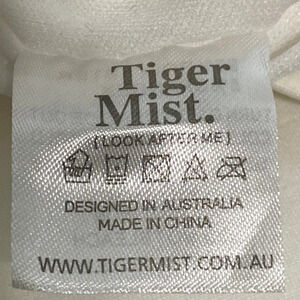 Tiger
Mist.
[ LOOK AFTER ME ]
DESIGNED IN AUSTRALIA
MADE IN CHINA
WWW.TIGERMIST.COM.AU